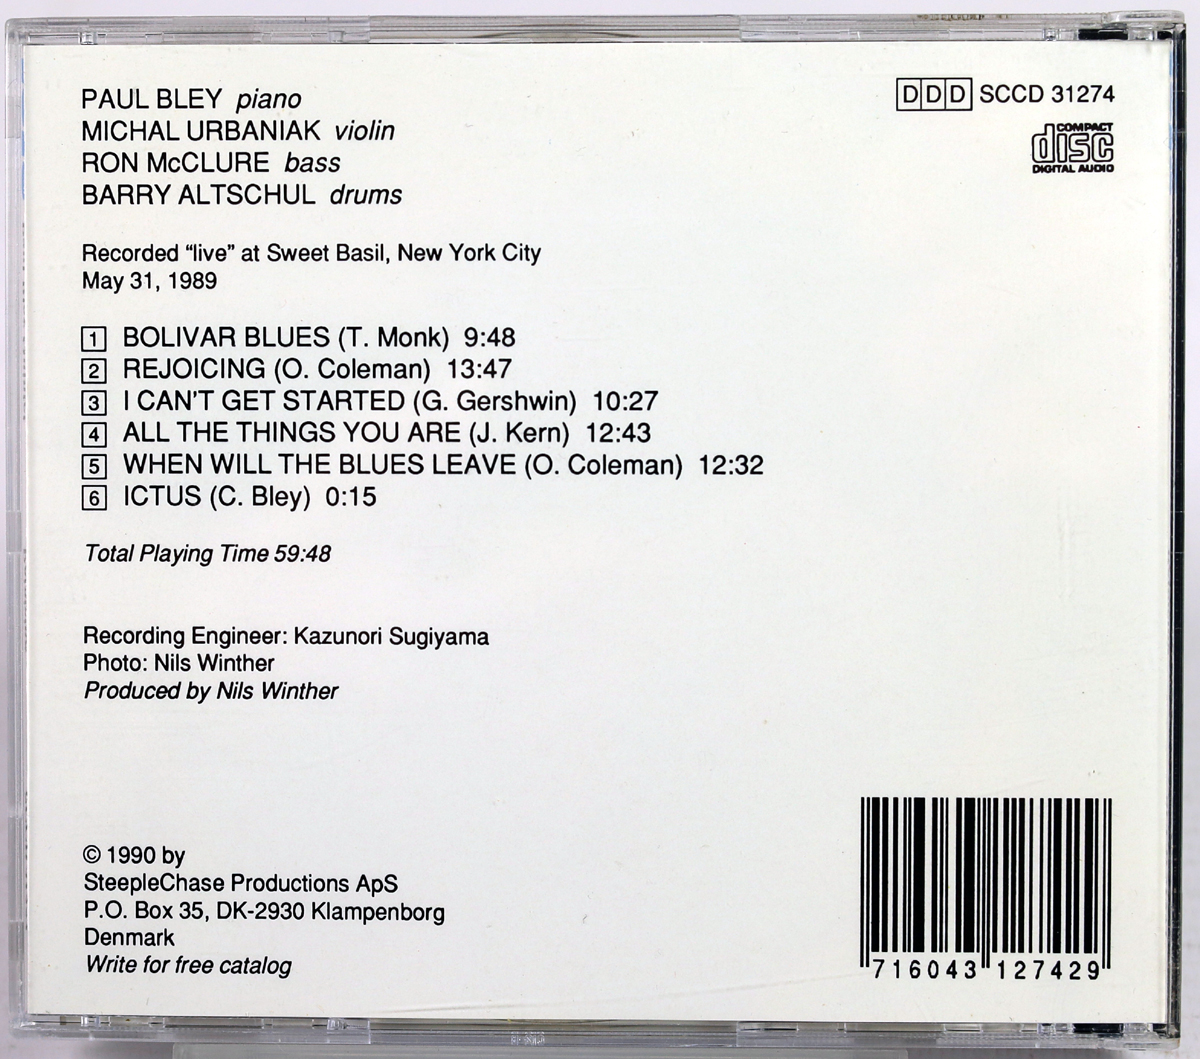 PAUL BLEY piano
MICHAL URBANIAK violin
RON McCLURE bass
BARRY ALTSCHUL drums
DDD SCCD 31274
COMPACT
disc
DIGITAL AUDIO
Recorded “live” at Sweet Basil, New York City
May 31, 1989
1 BOLIVAR BLUES (T. Monk) 9:48
2 REJOICING (O. Coleman) 13:47
3 I CAN'T GET STARTED (G. Gershwin) 10:27
4 ALL THE THINGS YOU ARE (J. Kern) 12:43
5 WHEN WILL THE BLUES LEAVE (O. Coleman) 12:32
6 ICTUS (C. Bley) 0:15
Total Playing Time 59:48
Recording Engineer: Kazunori Sugiyama
Photo: Nils Winther
Produced by Nils Winther
© 1990 by
SteepleChase Productions ApS
P.O. Box 35, DK-2930 Klampenborg
Denmark
Write for free catalog
716043 127429